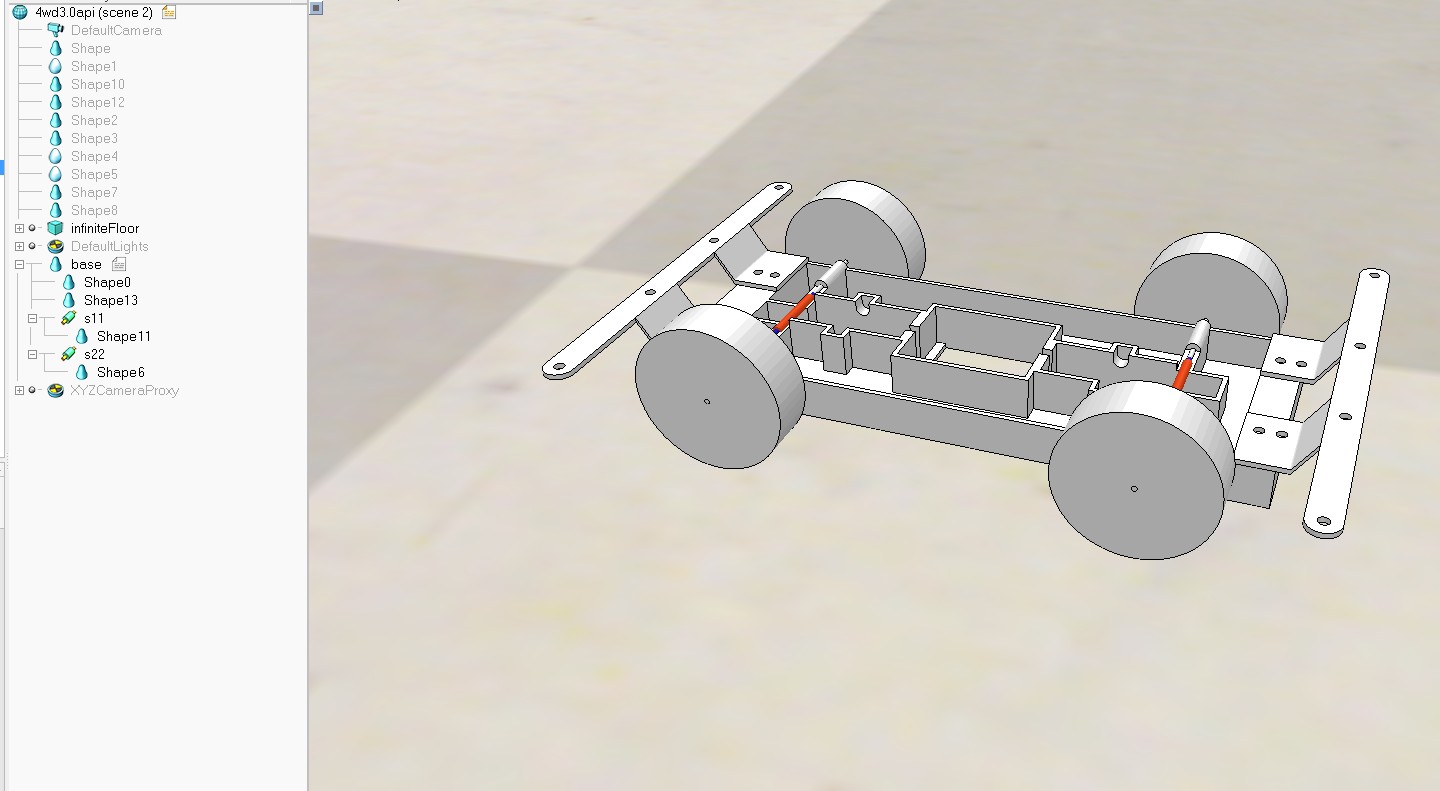 4wd3.0api (scene 2)
DefaultCamera
Shape
Shape1
Shape10
Shape12
Shape2
Shape3
Shape4
Shape5
Shape7
Shape8
infiniteFloor
DefaultLights
base
Shape0
Shape13
s11
Shape11
s22
Shape6
XYZCameraProxy